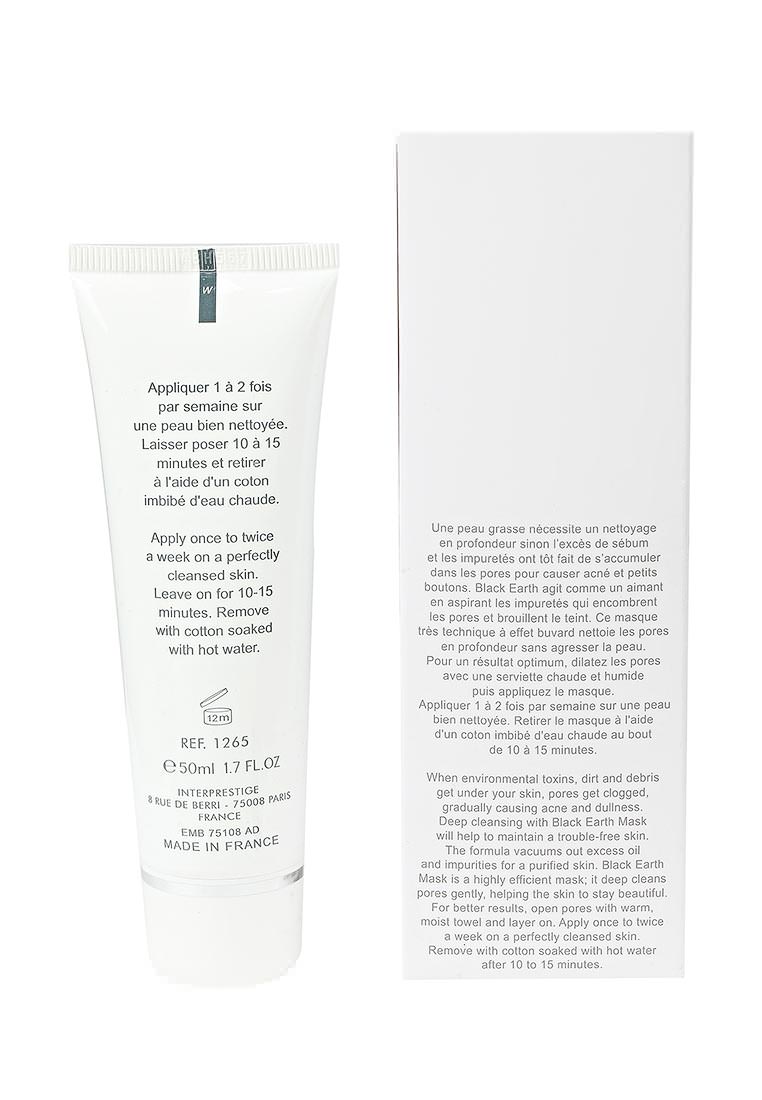 Appliquer 1 à 2 fois
par semaine sur
une peau bien nettoyée.
Laisser poser 10 à 15
minutes et retirer
à l'aide d'un coton
imbibé d'eau chaude.
Apply once to twice
a week on a perfectly
cleansed skin.
Leave on for 10-15
minutes. Remove
with cotton soaked
with hot water.
12m
REF. 1265
℮50ml 1.7 FL.OZ
INTERPRESTIGE
8 RUE DE BERRI - 75008 PARIS
FRANCE
EMB 75108 AD
MADE IN FRANCE
Une peau grasse nécessite un nettoyage
en profondeur sinon l'excès de sébum
et les impuretés ont tôt fait de s'accumuler
dans les pores pour causer acné et petits
boutons. Black Earth agit comme un aimant
en aspirant les impuretés qui encombrent
les pores et brouillent le teint. Ce masque
très technique à effet buvard nettoie les pores
en profondeur sans agresser la peau.
Pour un résultat optimum, dilatez les pores
avec une serviette chaude et humide
puis appliquez le masque.
Appliquer 1 à 2 fois par semaine sur une peau
bien nettoyée. Retirer le masque à l'aide
d'un coton imbibé d'eau chaude au bout
de 10 à 15 minutes.
When environmental toxins, dirt and debris
get under your skin, pores get clogged,
gradually causing acne and dullness.
Deep cleansing with Black Earth Mask
will help to maintain a trouble-free skin.
The formula vacuums out excess oil
and impurities for a purified skin. Black Earth
Mask is a highly efficient mask; it deep cleans
pores gently, helping the skin to stay beautiful.
For better results, open pores with warm,
moist towel and layer on. Apply once to twice
a week on a perfectly cleansed skin.
Remove with cotton soaked with hot water
after 10 to 15 minutes.